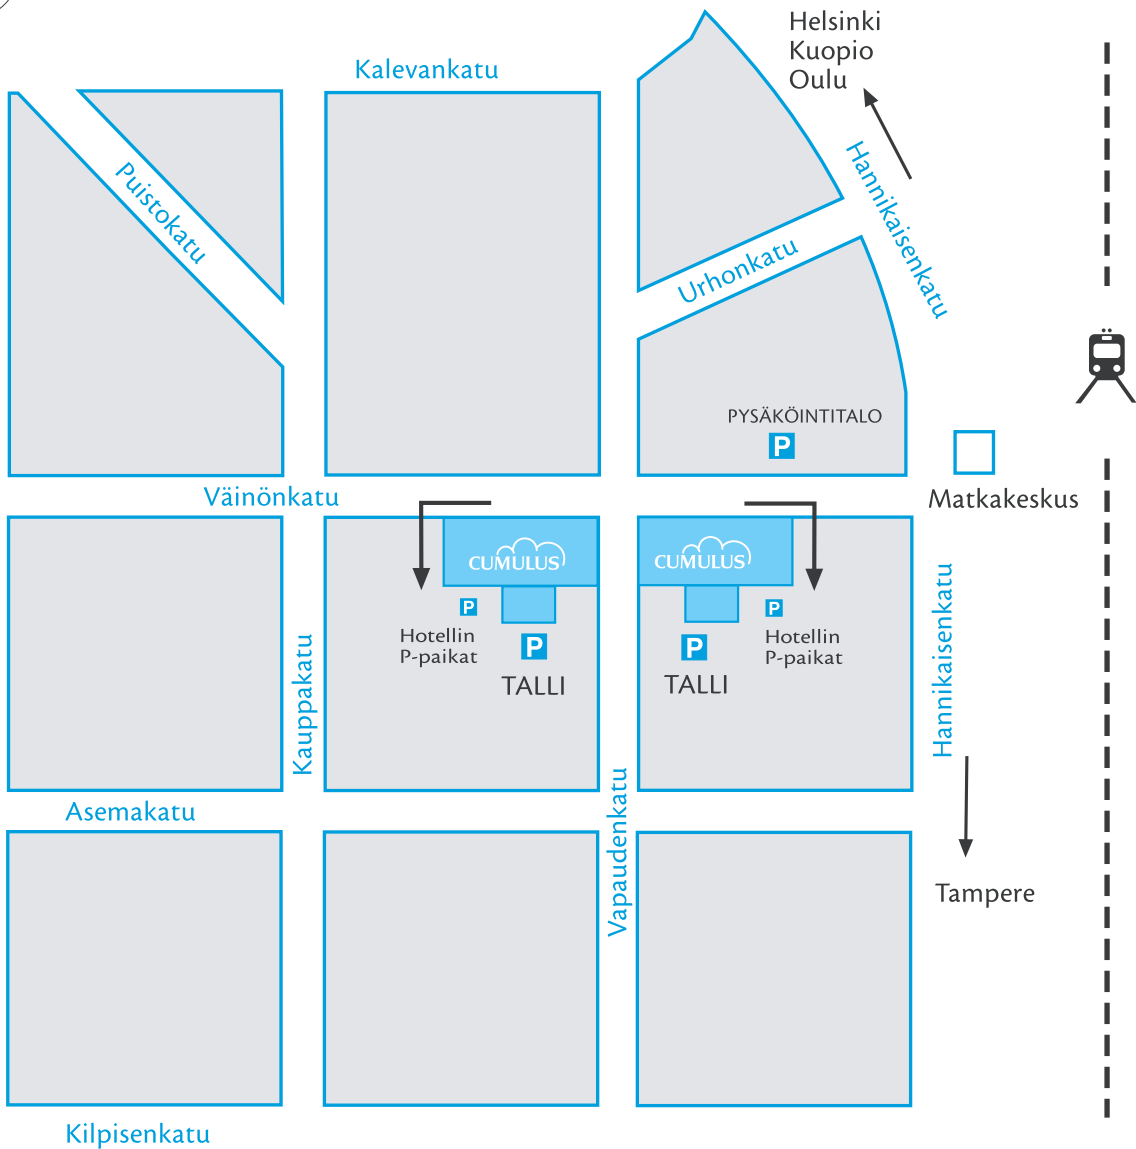 Helsinki
Kuopio
Oulu
Kalevankatu
Hannikaisenkatu
Puistokatu
Urhonkatu
PYSÄKÖINTITALO
P
Väinönkatu
Matkakeskus
CUMULUS
CUMULUS
P
P
Hotellin
P-paikat
P
TALLI
P
TALLI
Hotellin
P-paikat
Kauppakatu
Hannikaisenkatu
Asemakatu
Vapaudenkatu
Tampere
Kilpisenkatu